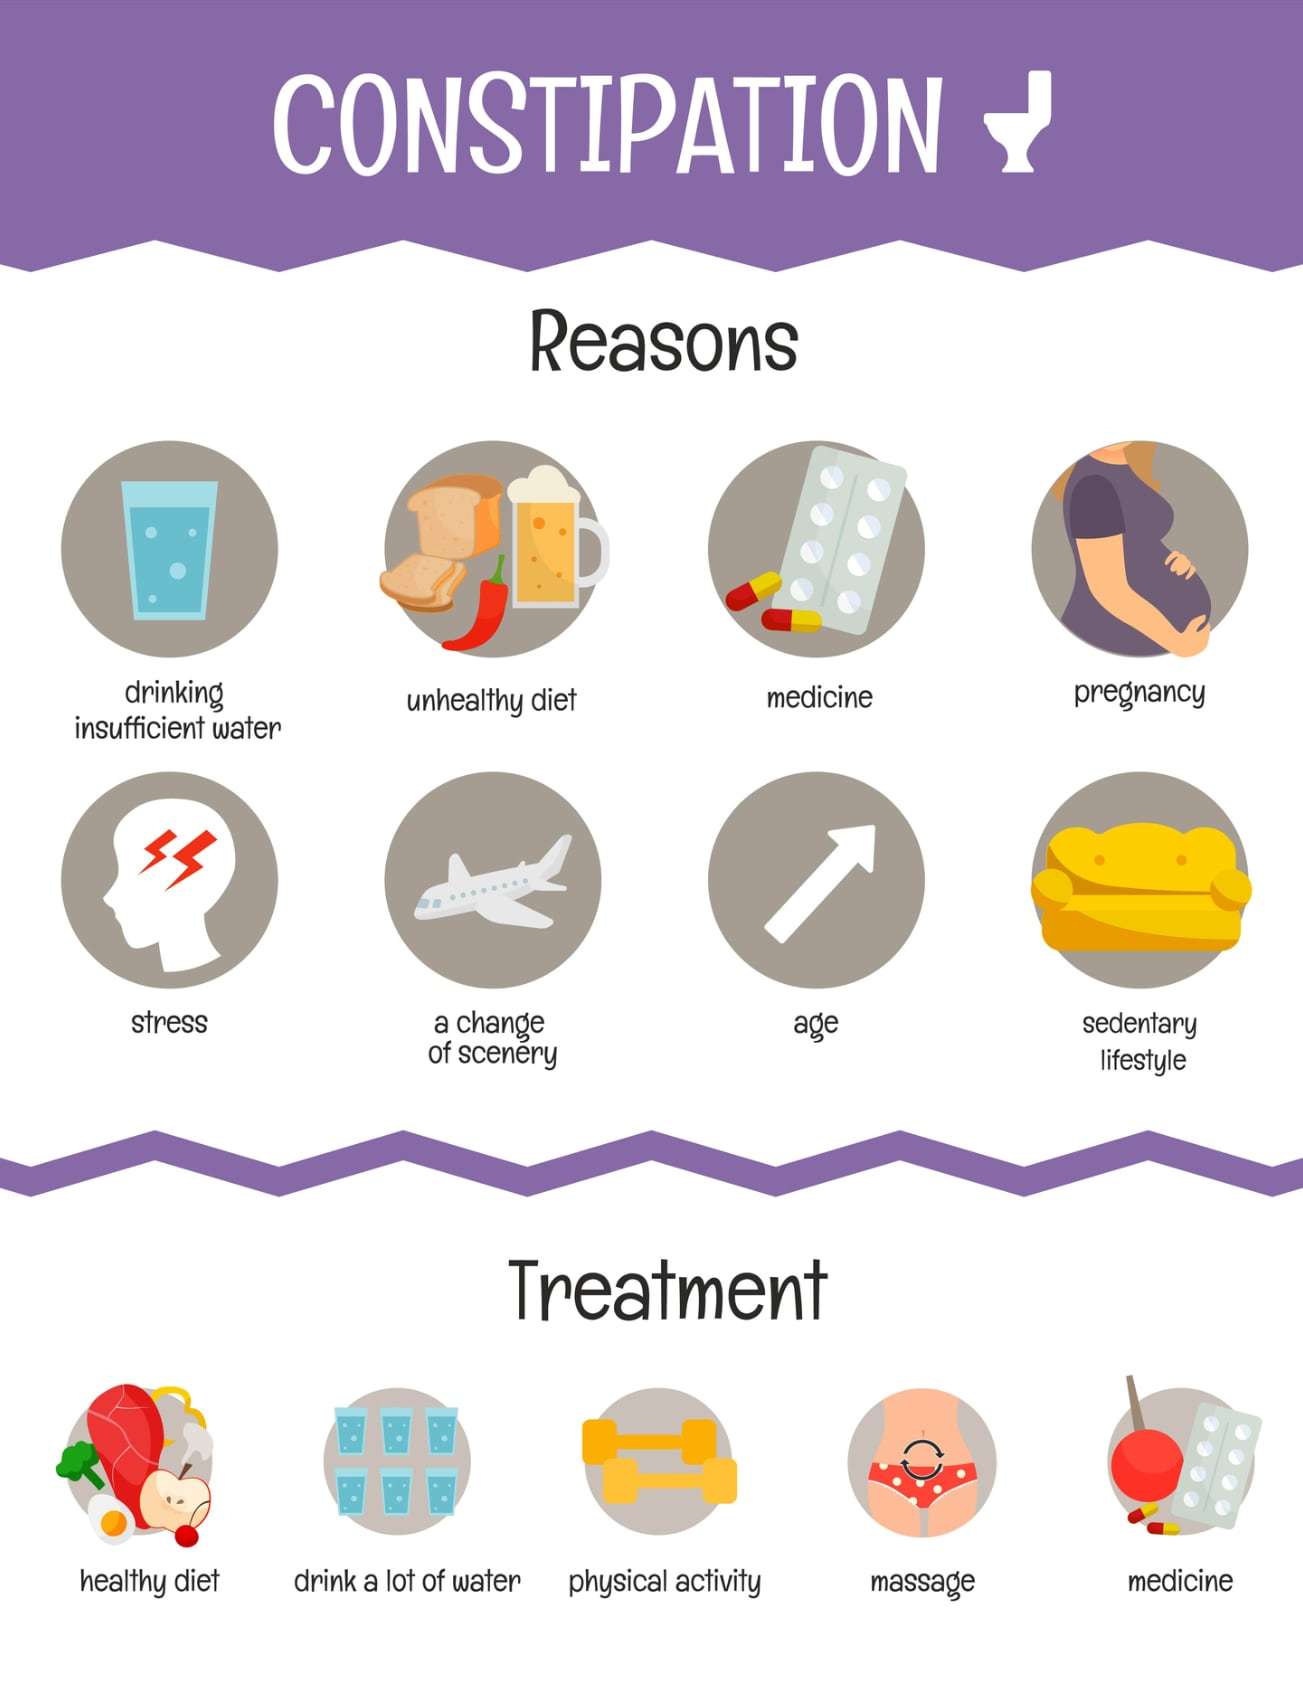 CONSTIPATION
Reasons
drinking
insufficient water
unhealthy diet
medicine
pregnancy
stress
a change
of scenery
age
sedentary
lifestyle
Treatment
healthy diet
drink a lot of water
physical activity
massage
medicine